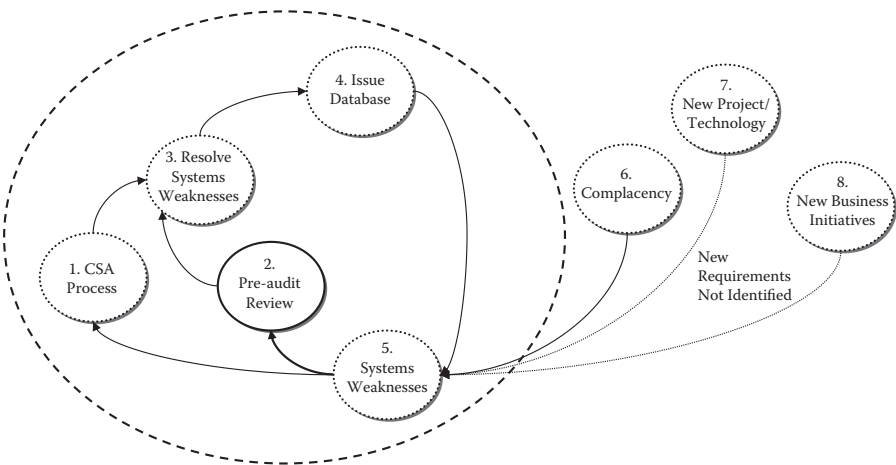 4. Issue
Database
7.
New Project/
Technology
3. Resolve
Systems
Weaknesses
6.
Complacency
8.
New Business
Initiatives
1. CSA
Process
2.
Pre-audit
Review
New
Requirements
Not Identified
5.
Systems
Weaknesses